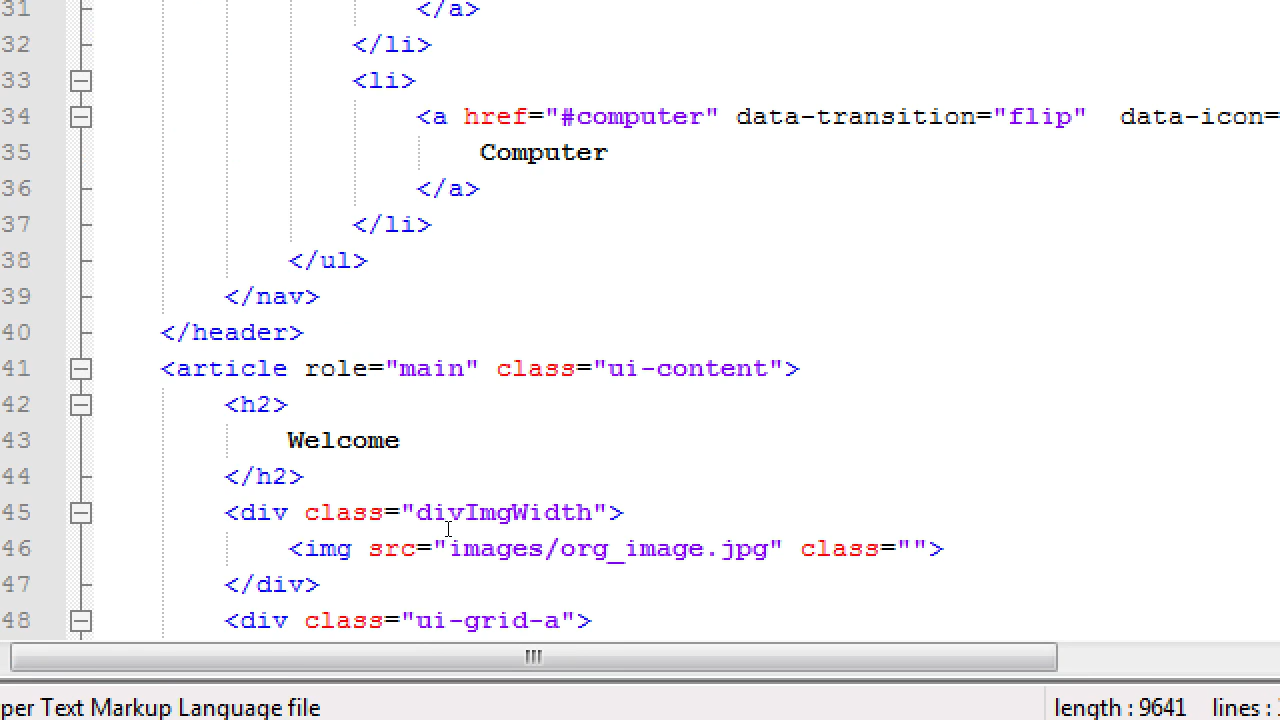 31 </a>
32 </li>
33 <li>
34 <a href="#computer" data-transition="flip"  data-icon=
35 Computer
36 </a>
37 </li>
38 </ul>
39 </nav>
40 </header>
41 <article role="main" class="ui-content">
42 <h2>
43 Welcome
44 </h2>
45 <div class="divImgWidth">
46 <img src="images/org_image.jpg" class="">
47 </div>
48 <div class="ui-grid-a">
per Text Markup Language file length : 9641 lines :